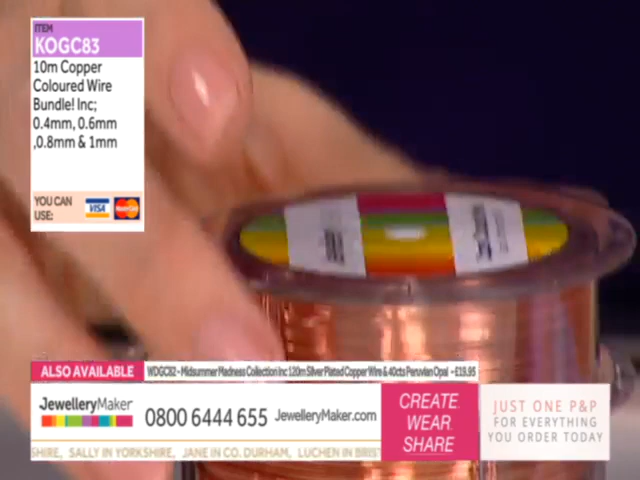 ITEM
KOGC83
10m Copper
Coloured Wire
Bundle! Inc;
0.4mm, 0.6mm
,0.8mm & 1mm
YOU CAN
USE:
VISA
MasterCard
ALSO AVAILABLE
WDGC82 - Midsummer Madness Collection Inc 120m Silver Plated Copper Wire & 40cts Peruvian Opal - £19.95
JewelleryMaker
0800 6444 655
JewelleryMaker.com
CREATE.
WEAR.
SHARE
JUST ONE P&P
FOR EVERYTHING
YOU ORDER TODAY
SHIRE, SALLY IN YORKSHIRE, JANE IN CO. DURHAM, LUCHEN IN BRIST